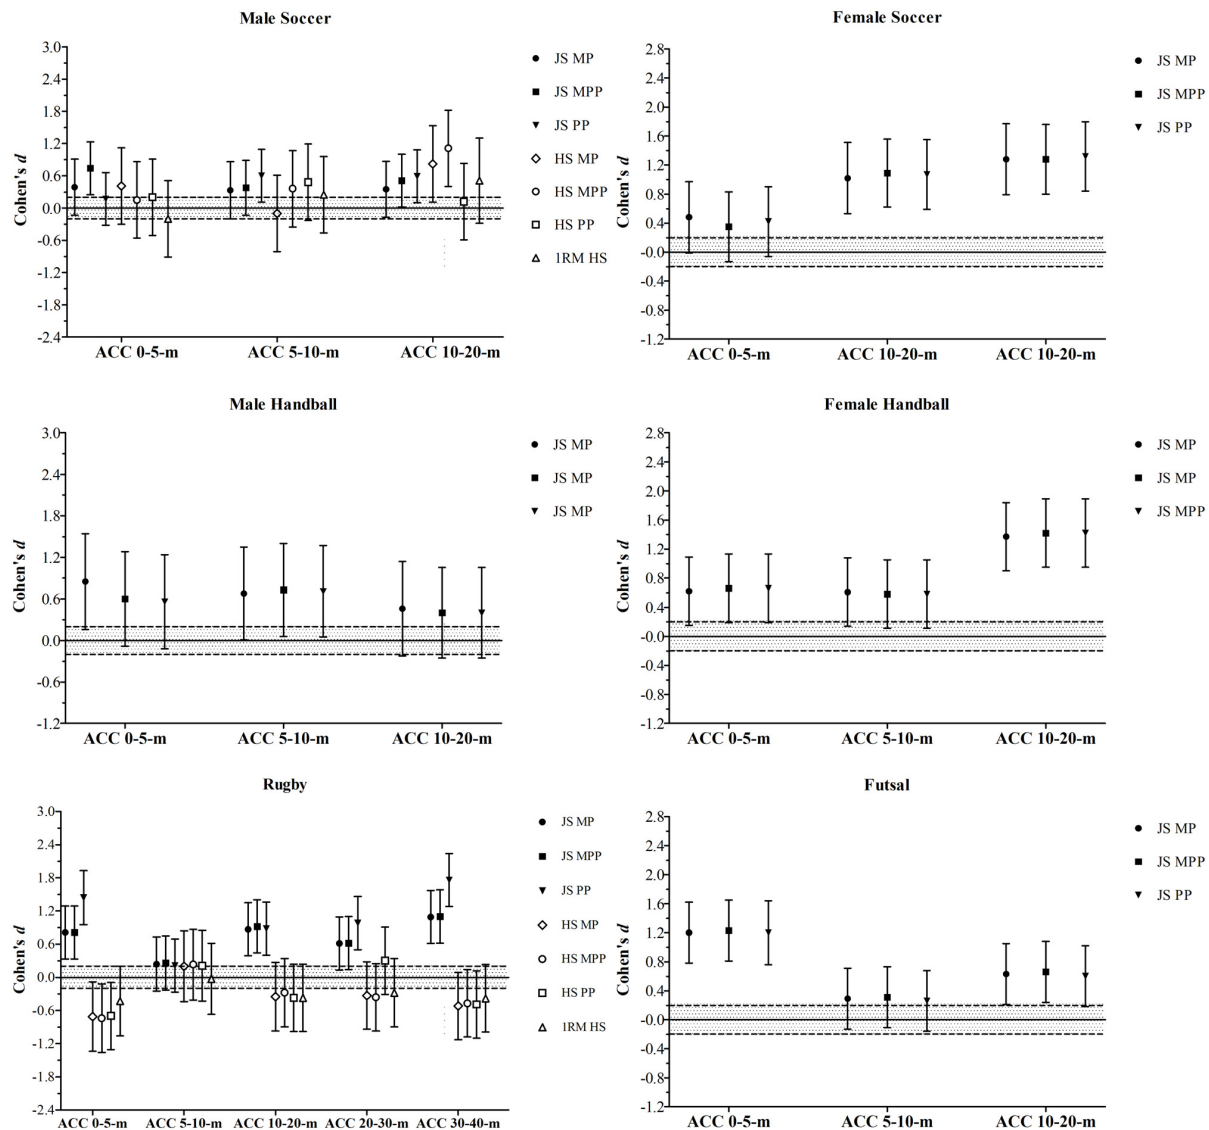 Male Soccer
Cohen's d
3.0
2.4
1.8
1.2
0.6
0.0
-0.6
-1.2
-1.8
-2.4
ACC 0-5-m
ACC 5-10-m
ACC 10-20-m
JS MP
JS MPP
JS PP
HS MP
HS MPP
HS PP
1RM HS
Female Soccer
Cohen's d
2.8
2.4
2.0
1.6
1.2
0.8
0.4
-0.0
-0.4
-0.8
-1.2
ACC 0-5-m
ACC 10-20-m
ACC 10-20-m
JS MP
JS MPP
JS PP
Male Handball
Cohen's d
3.0
2.4
1.8
1.2
0.6
0.0
-0.6
-1.2
ACC 0-5-m
ACC 5-10-m
ACC 10-20-m
JS MP
JS MP
JS MP
Female Handball
Cohen's d
2.8
2.4
2.0
1.6
1.2
0.8
0.4
-0.0
-0.4
-0.8
-1.2
ACC 0-5-m
ACC 5-10-m
ACC 10-20-m
JS MP
JS MP
JS MPP
Rugby
Cohen's d
3.0
2.4
1.8
1.2
0.6
0.0
-0.6
-1.2
-1.8
-2.4
ACC 0-5-m
ACC 5-10-m
ACC 10-20-m
ACC 20-30-m
ACC 30-40-m
JS MP
JS MPP
JS PP
HS MP
HS MPP
HS PP
1RM HS
Futsal
Cohen's d
2.8
2.4
2.0
1.6
1.2
0.8
0.4
-0.0
-0.4
-0.8
-1.2
ACC 0-5-m
ACC 5-10-m
ACC 10-20-m
JS MP
JS MPP
JS PP